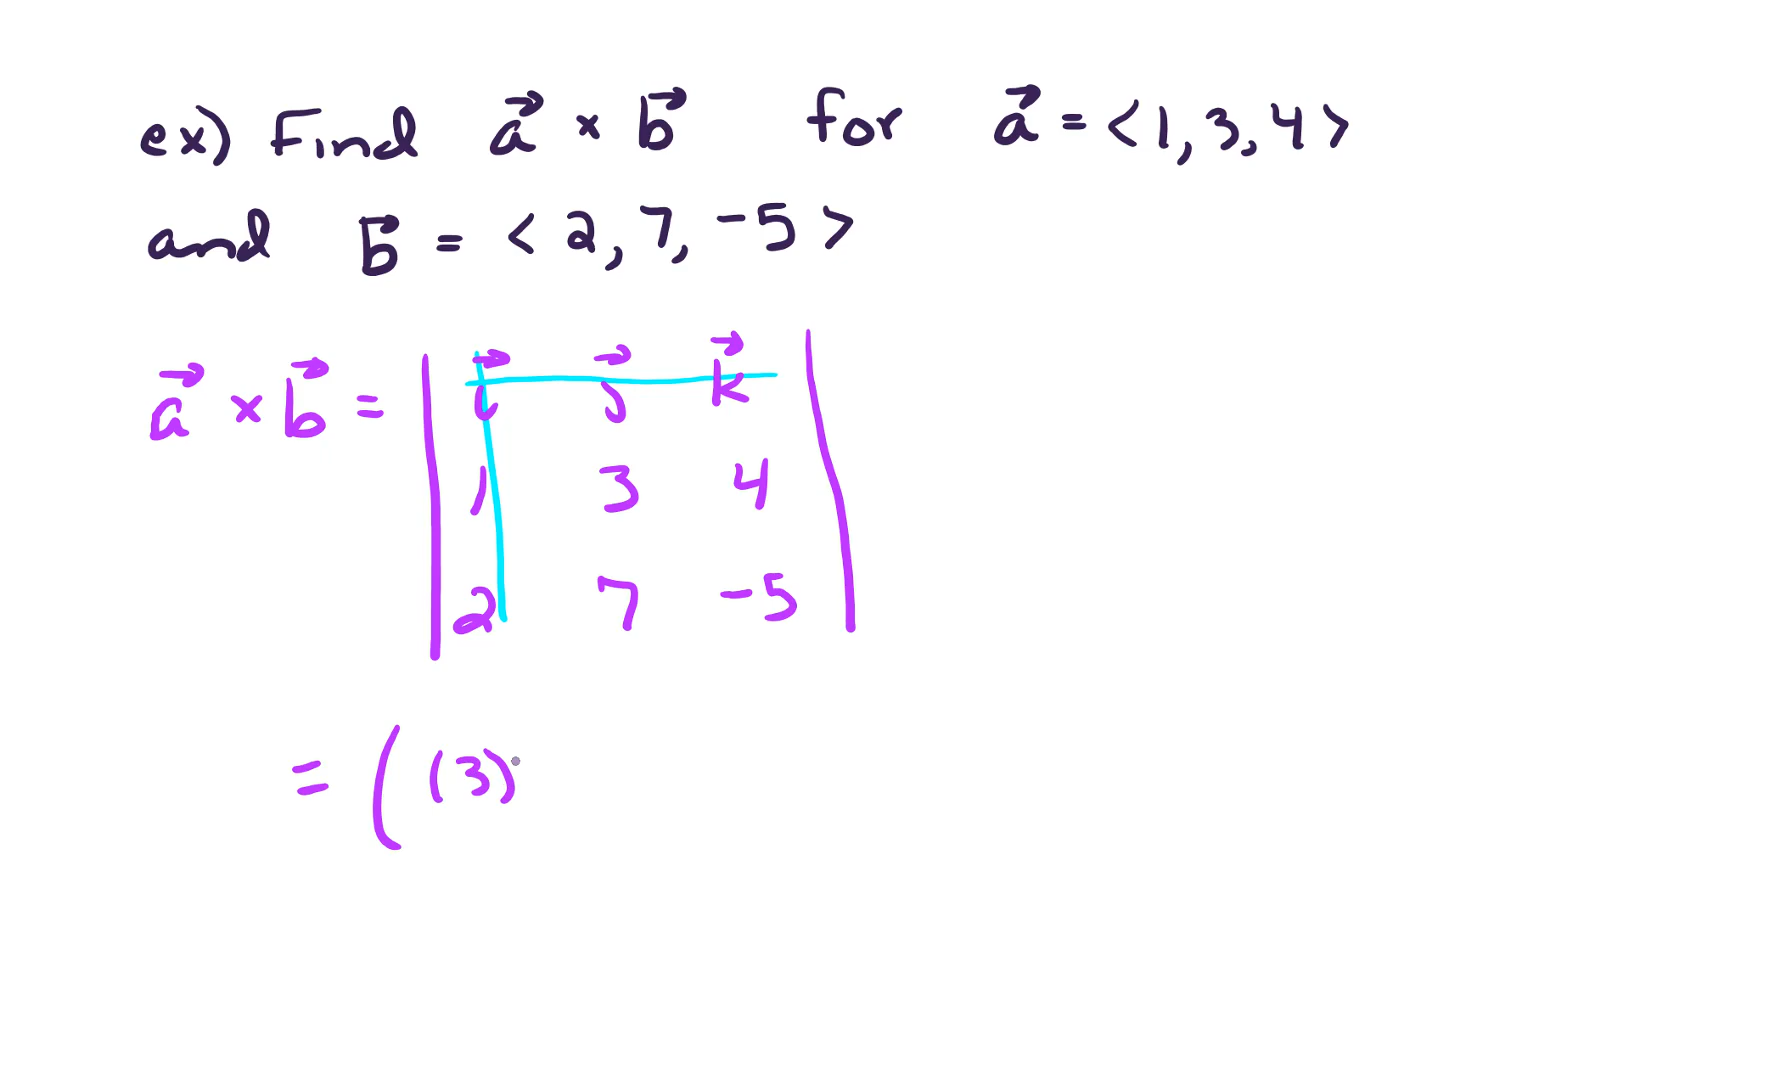 ex) Find a⃗ × b⃗ for a⃗ = <1, 3, 4>
and b⃗ = < 2, 7, -5 >
a⃗ × b⃗ = | i⃗ j⃗ k⃗ |
1 3 4
2 7 -5
= ( (3)